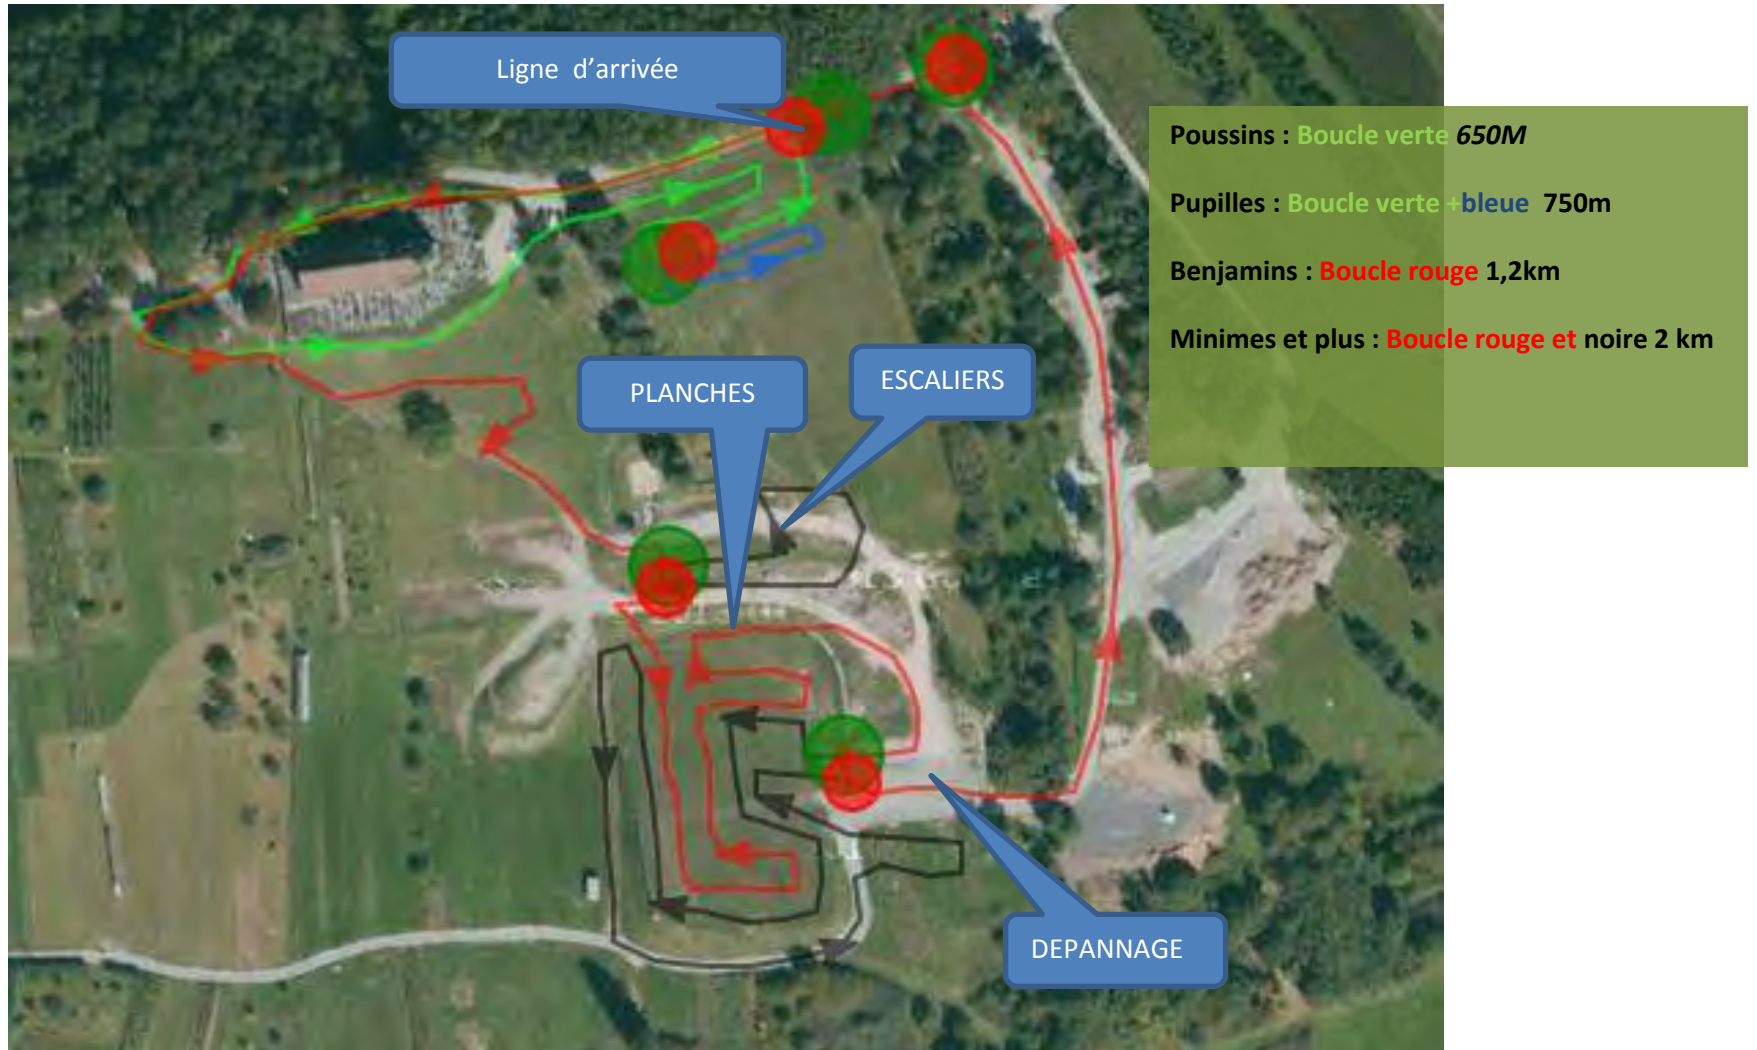 Ligne d'arrivée
Poussins : Boucle verte 650M
Pupilles : Boucle verte +bleue 750m
Benjamins : Boucle rouge 1,2km
Minimes et plus : Boucle rouge et noire 2 km
PLANCHES
ESCALIERS
DEPANNAGE